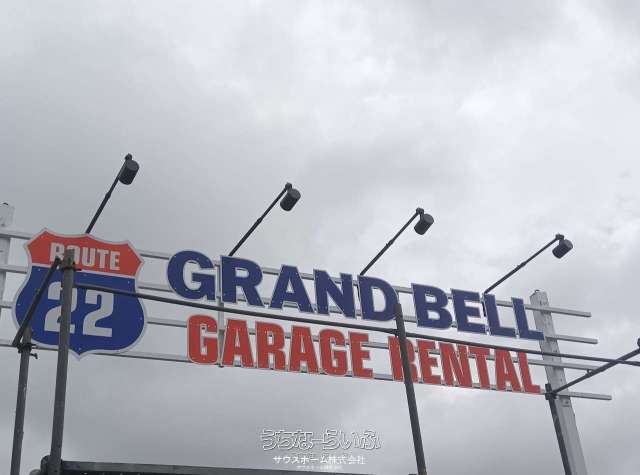 ROUTE
22
GRAND BELL
GARAGE RENTAL
うちなーらいふ
サウスホーム株式会社